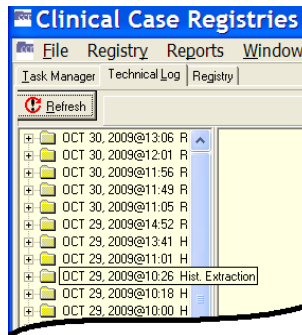 Clinical Case Registries
File Registry Reports Window
Task Manager Technical Log Registry
Refresh
OCT 30, 2009@13:06 R
OCT 30, 2009@12:01 R
OCT 30, 2009@11:56 R
OCT 30, 2009@11:49 R
OCT 30, 2009@11:05 R
OCT 29, 2009@14:52 R
OCT 29, 2009@13:41 H
OCT 29, 2009@11:01 H
OCT 29, 2009@10:26 Hist. Extraction
OCT 29, 2009@10:18 H
OCT 29, 2009@10:00 H